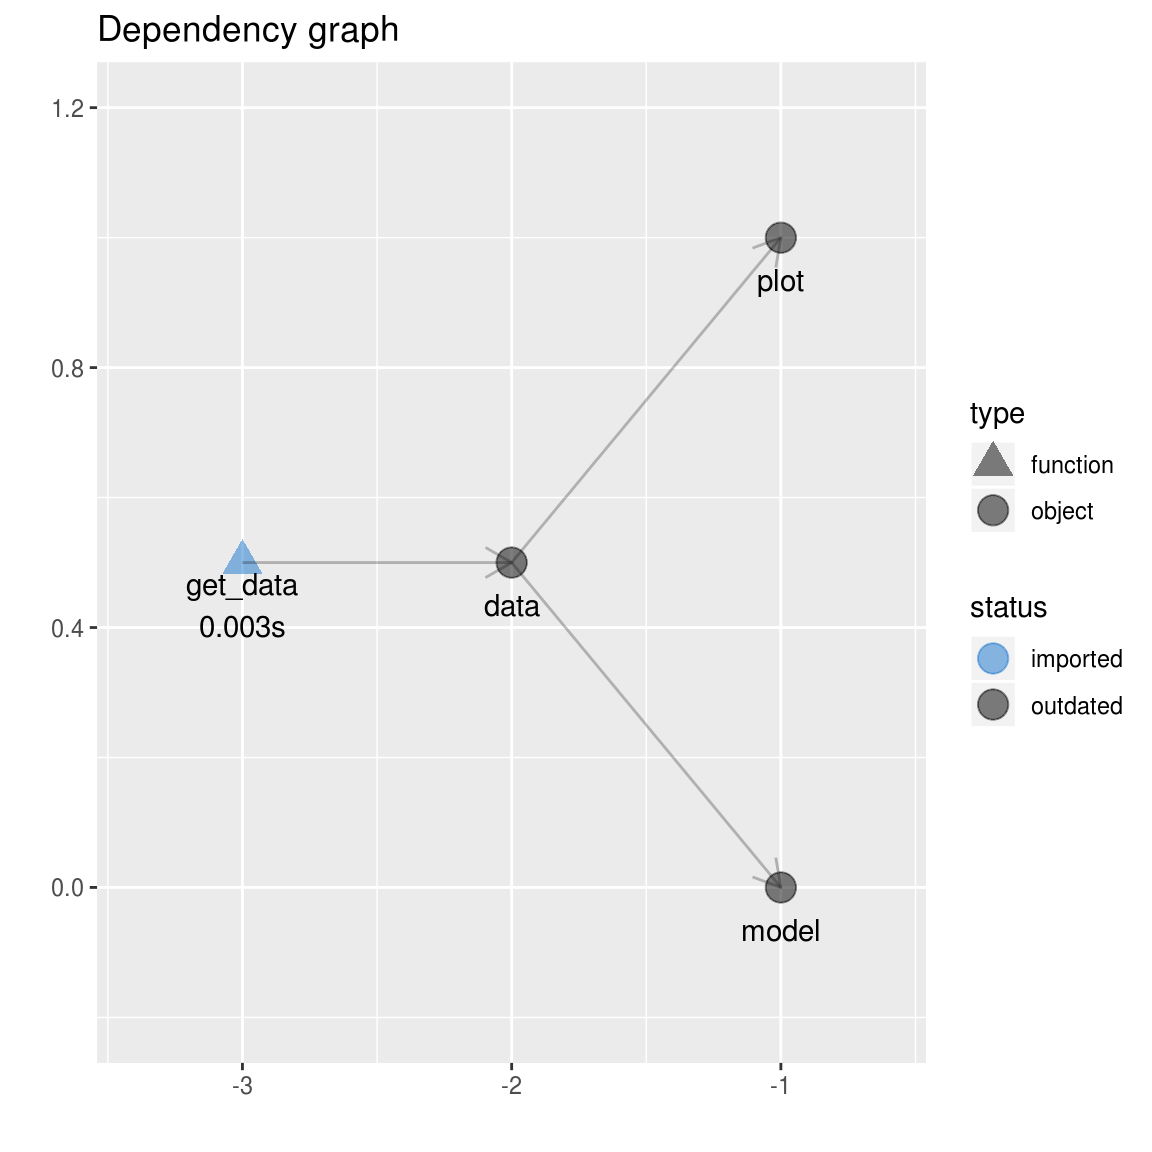 Dependency graph
1.2
0.8
0.4
0.0
-3
-2
-1
plot
get_data
0.003s
data
model
type
function
object
status
imported
outdated